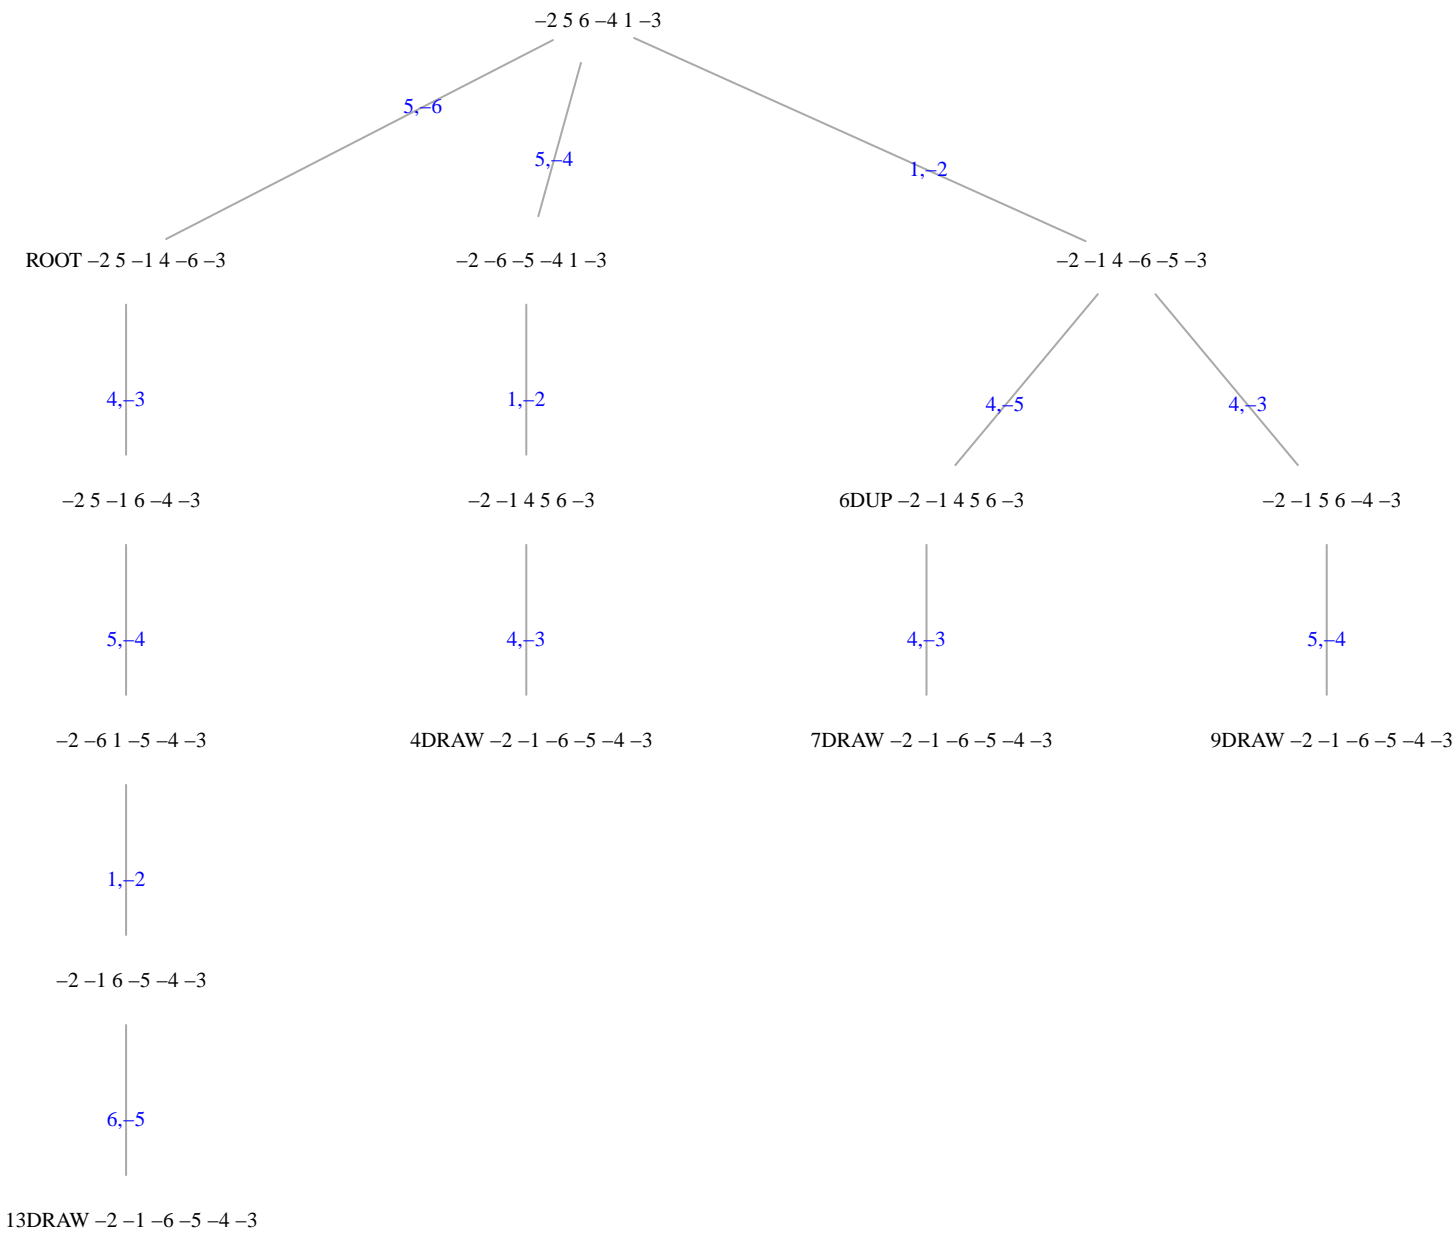 –2 5 6 –4 1 –3
5,–6
5,–4
1,–2
ROOT –2 5 –1 4 –6 –3
–2 –6 –5 –4 1 –3
–2 –1 4 –6 –5 –3
4,–3
1,–2
4,–5
4,–3
–2 5 –1 6 –4 –3
–2 –1 4 5 6 –3
6DUP –2 –1 4 5 6 –3
–2 –1 5 6 –4 –3
5,–4
4,–3
4,–3
5,–4
–2 –6 1 –5 –4 –3
4DRAW –2 –1 –6 –5 –4 –3
7DRAW –2 –1 –6 –5 –4 –3
9DRAW –2 –1 –6 –5 –4 –3
1,–2
–2 –1 6 –5 –4 –3
6,–5
13DRAW –2 –1 –6 –5 –4 –3